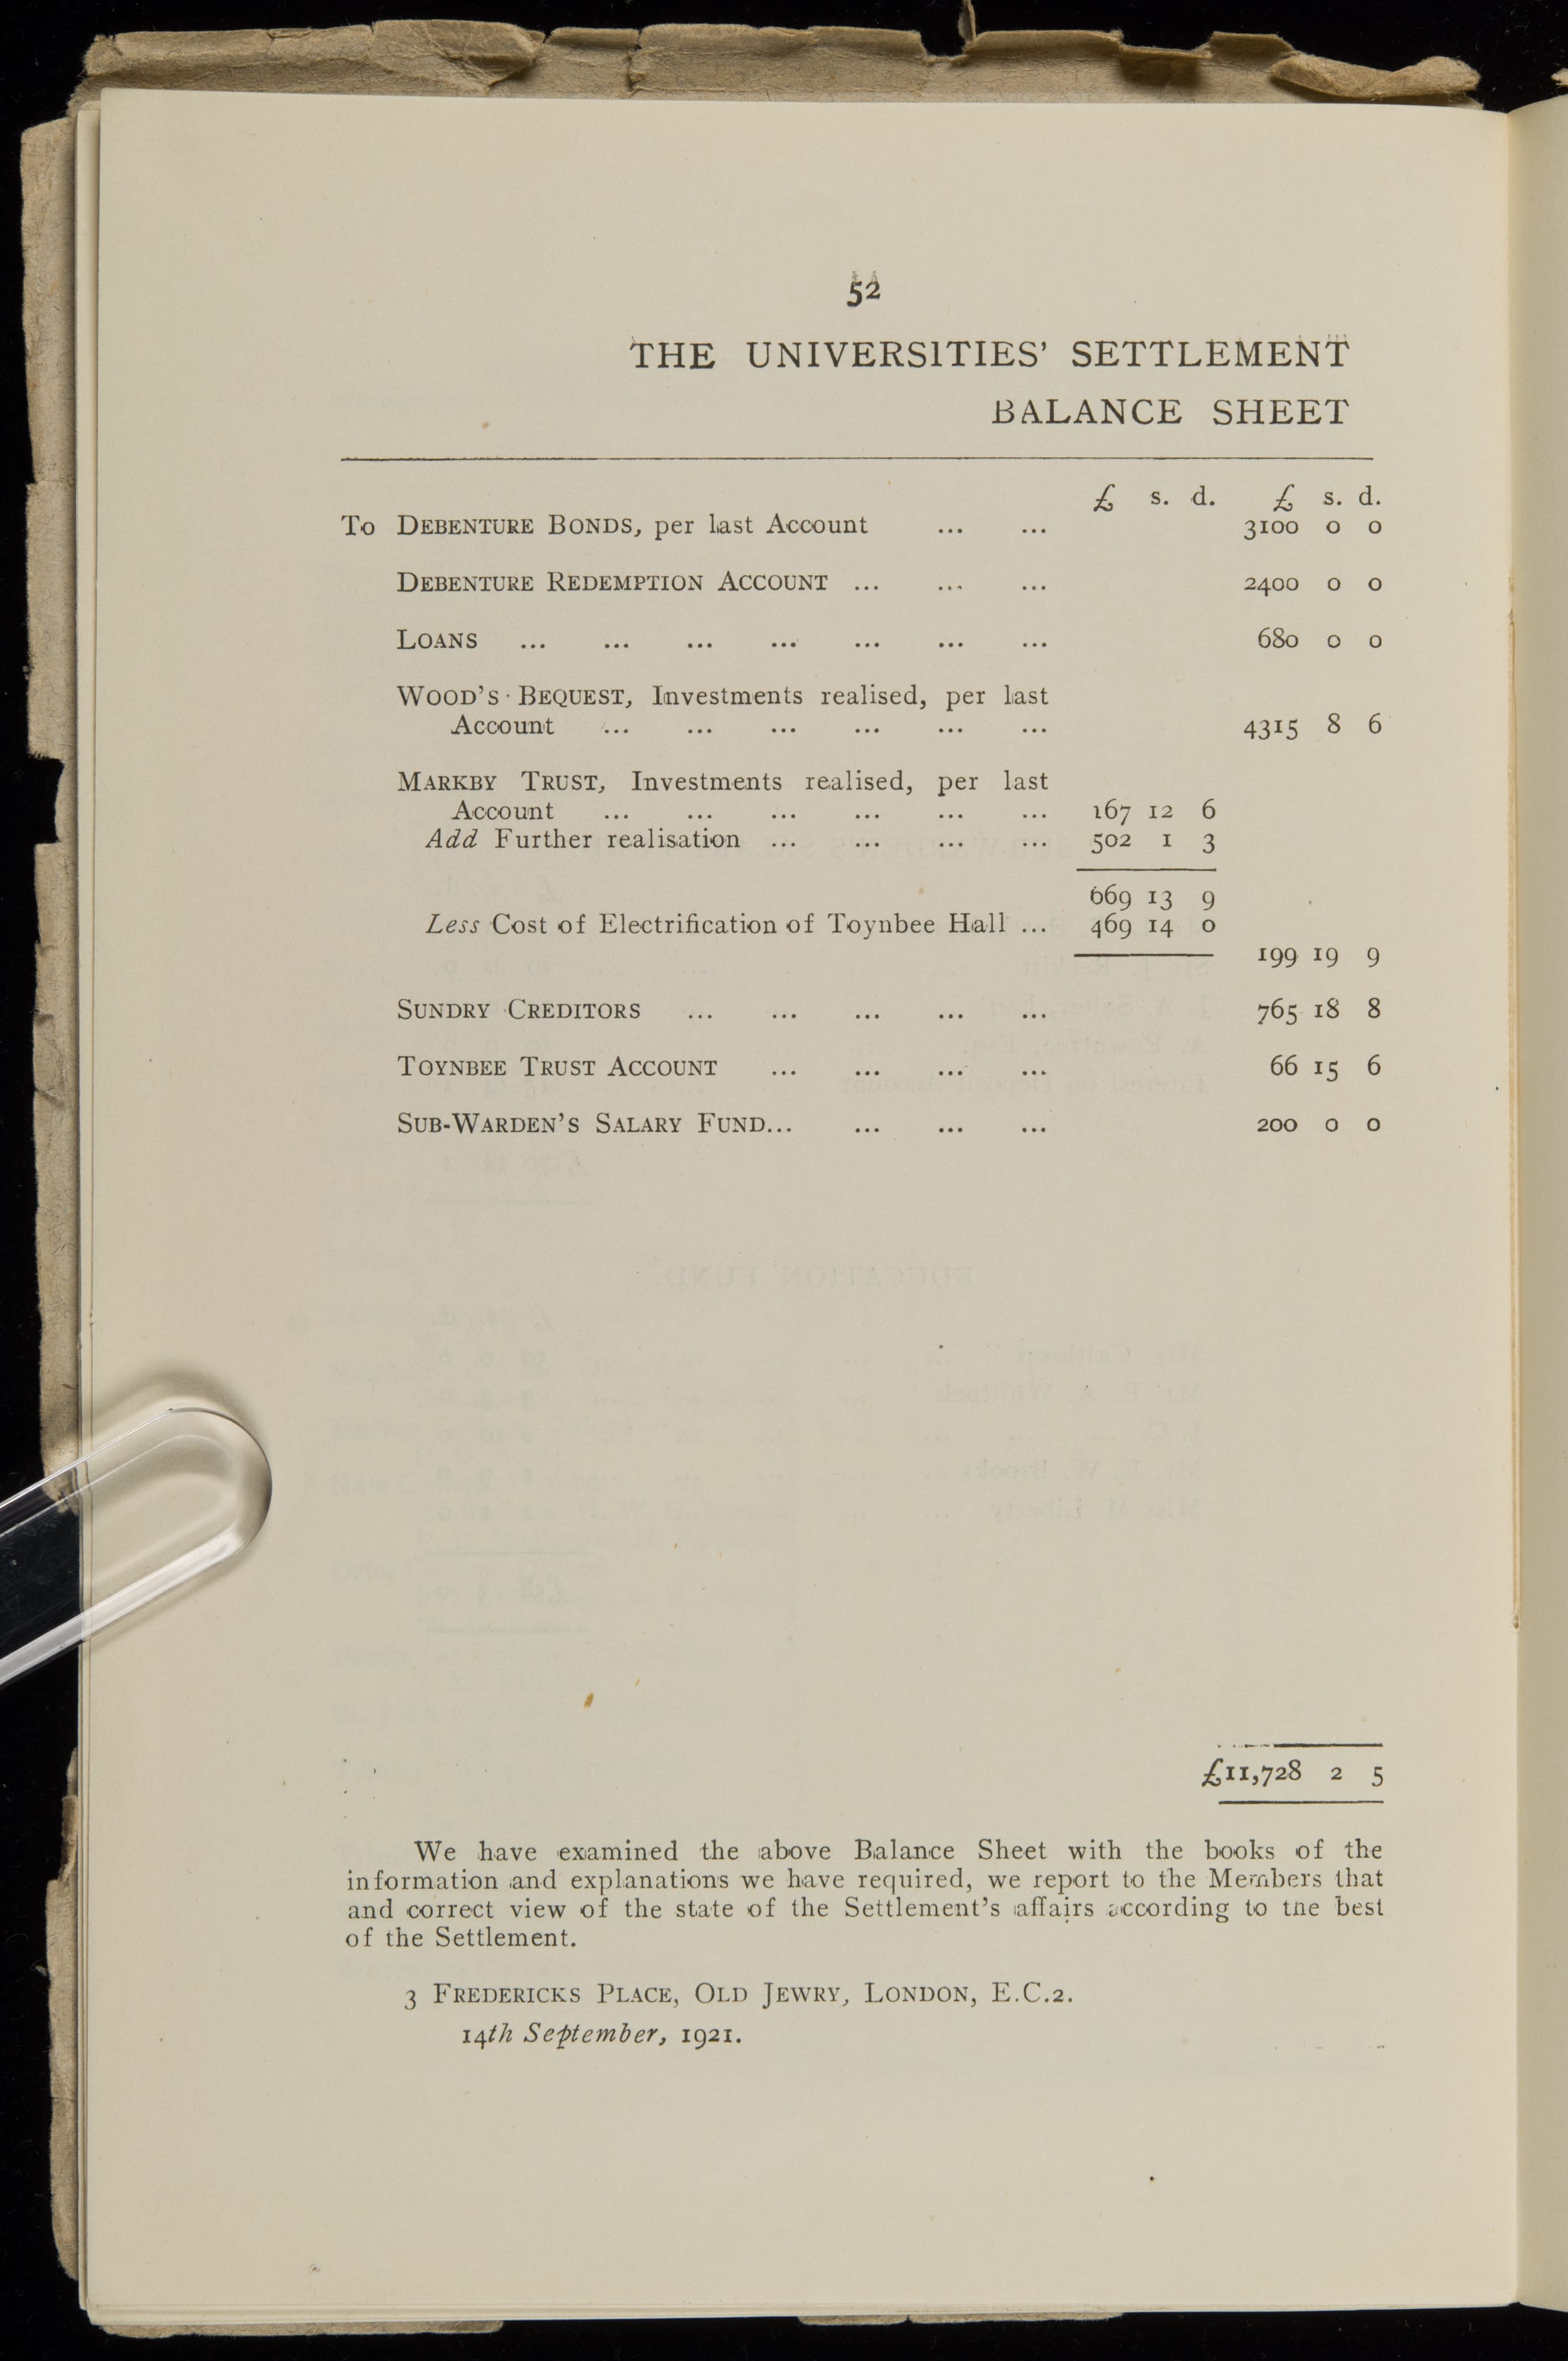 52
THE UNIVERSITIES' SETTLEMENT
BALANCE SHEET
£ s. d. £ s. d.
To DEBENTURE BONDS, per last Account ... ... 3100 0 0
DEBENTURE REDEMPTION ACCOUNT ... ... ... 2400 0 0
LOANS ... ... ... ... ... ... ... 680 0 0
WOOD'S BEQUEST, Investments realised, per last
Account ... ... ... ... ... ... 4315 8 6
MARKBY TRUST, Investments realised, per last
Account ... ... ... ... ... ... 167 12 6
Add Further realisation ... ... ... ... 502 1 3
669 13 9
Less Cost of Electrification of Toynbee Hall ... 469 14 0
199 19 9
SUNDRY CREDITORS ... ... ... ... ... 765 18 8
TOYNBEE TRUST ACCOUNT ... ... ... ... 66 15 6
SUB-WARDEN'S SALARY FUND... ... ... ... 200 0 0
£11,728 2 5
We have examined the above Balance Sheet with the books of the
information and explanations we have required, we report to the Members that
and correct view of the state of the Settlement's affairs according to the best
of the Settlement.
3 FREDERICKS PLACE, OLD JEWRY, LONDON, E.C.2.
14th September, 1921.